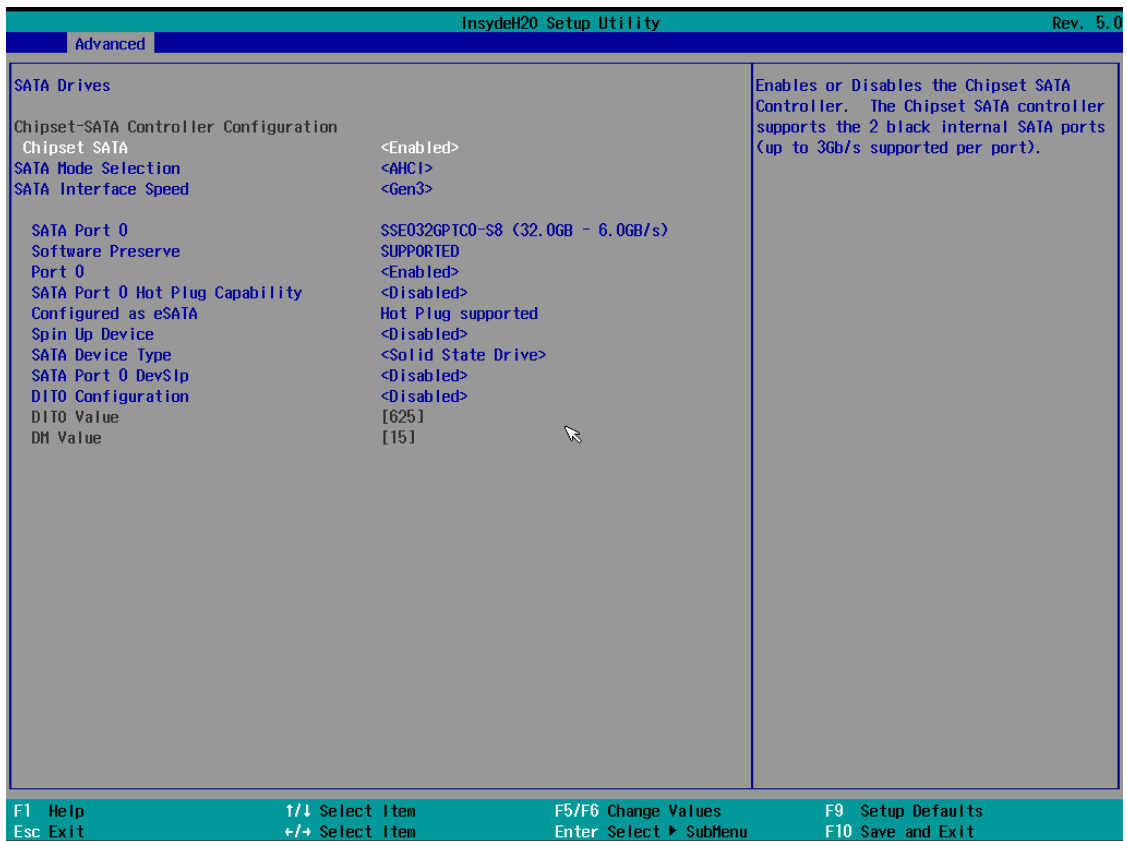 InsydeH20 Setup Utility Rev. 5.0
Advanced
SATA Drives
Chipset-SATA Controller Configuration
Chipset SATA <Enabled>
SATA Mode Selection <AHCI>
SATA Interface Speed <Gen3>
SATA Port 0 SSE032GPTC0-S8 (32.0GB - 6.0GB/s)
Software Preserve SUPPORTED
Port 0 <Enabled>
SATA Port 0 Hot Plug Capability <Disabled>
Configured as eSATA Hot Plug supported
Spin Up Device <Disabled>
SATA Device Type <Solid State Drive>
SATA Port 0 DevSlp <Disabled>
DITO Configuration <Disabled>
DITO Value [625]
DM Value [15]
Enables or Disables the Chipset SATA
Controller. The Chipset SATA controller
supports the 2 black internal SATA ports
(up to 3Gb/s supported per port).
F1 Help ↑/↓ Select Item F5/F6 Change Values F9 Setup Defaults
Esc Exit ←/→ Select Item Enter Select ▶ SubMenu F10 Save and Exit